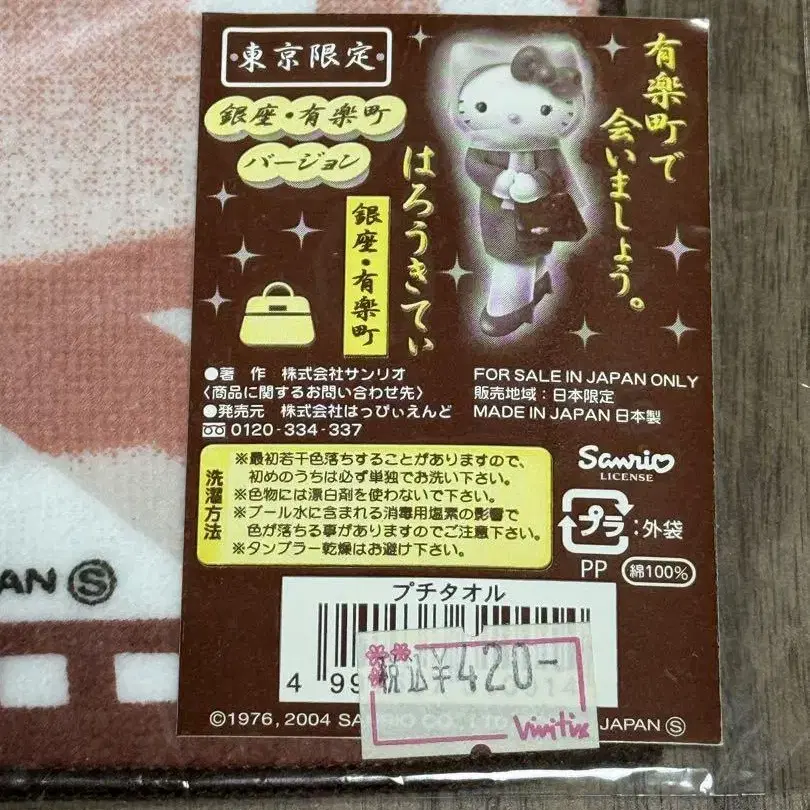 東京限定
銀座・有楽町
バージョン
有楽町で
会いましょう。
はろうきてぃ
銀座・有楽町
●著 作 株式会社サンリオ
〈商品に関するお問い合わせ先〉
●発売元 株式会社はっぴぃえんど
0120-334-337
FOR SALE IN JAPAN ONLY
販売地域:日本限定
MADE IN JAPAN 日本製
洗濯方法
※最初若干色落ちすることがありますので、
初めのうちは必ず単独でお洗い下さい。
※色物には漂白剤を使わないで下さい。
※プール水に含まれる消毒用塩素の影響で
色が落ちる事がありますのでご注意下さい。
※タンブラー乾燥はお避け下さい。
Sanrio
LICENSE
プラ:外袋
PP 綿100%
プチタオル
税込¥420-
Vivitix
4 99
©1976, 2004 SANRIO CO., LTD.
JAPAN Ⓢ
PAN Ⓢ